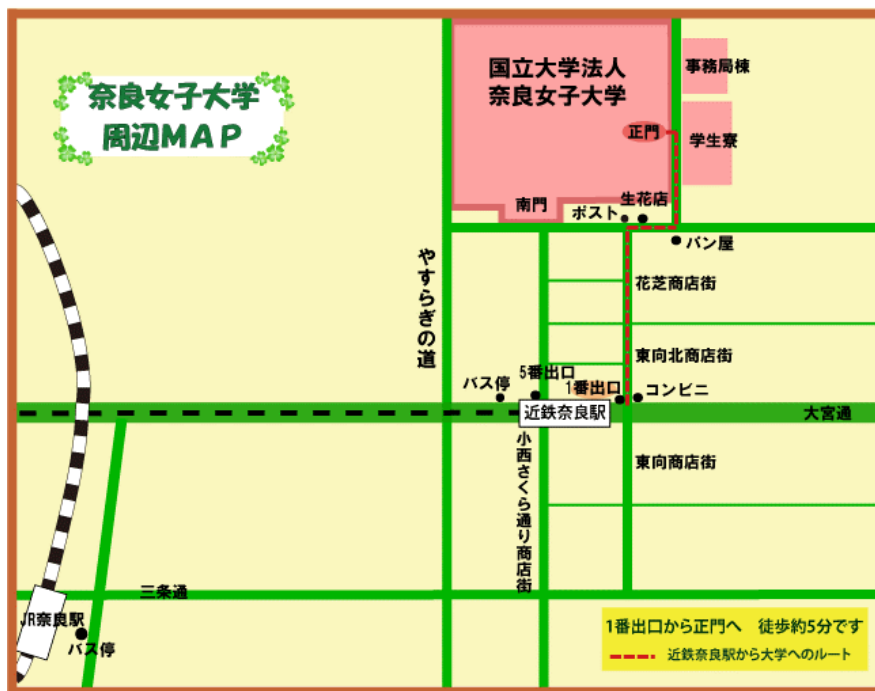 奈良女子大学
周辺MAP
国立大学法人
奈良女子大学
事務局棟
正門
学生寮
南門
生花店
ポスト
パン屋
やすらぎの道
花芝商店街
東向北商店街
5番出口
バス停
1番出口
コンビニ
近鉄奈良駅
大宮通
小西さくら通り商店街
東向商店街
三条通
JR奈良駅
バス停
1番出口から正門へ 徒歩約5分です
近鉄奈良駅から大学へのルート